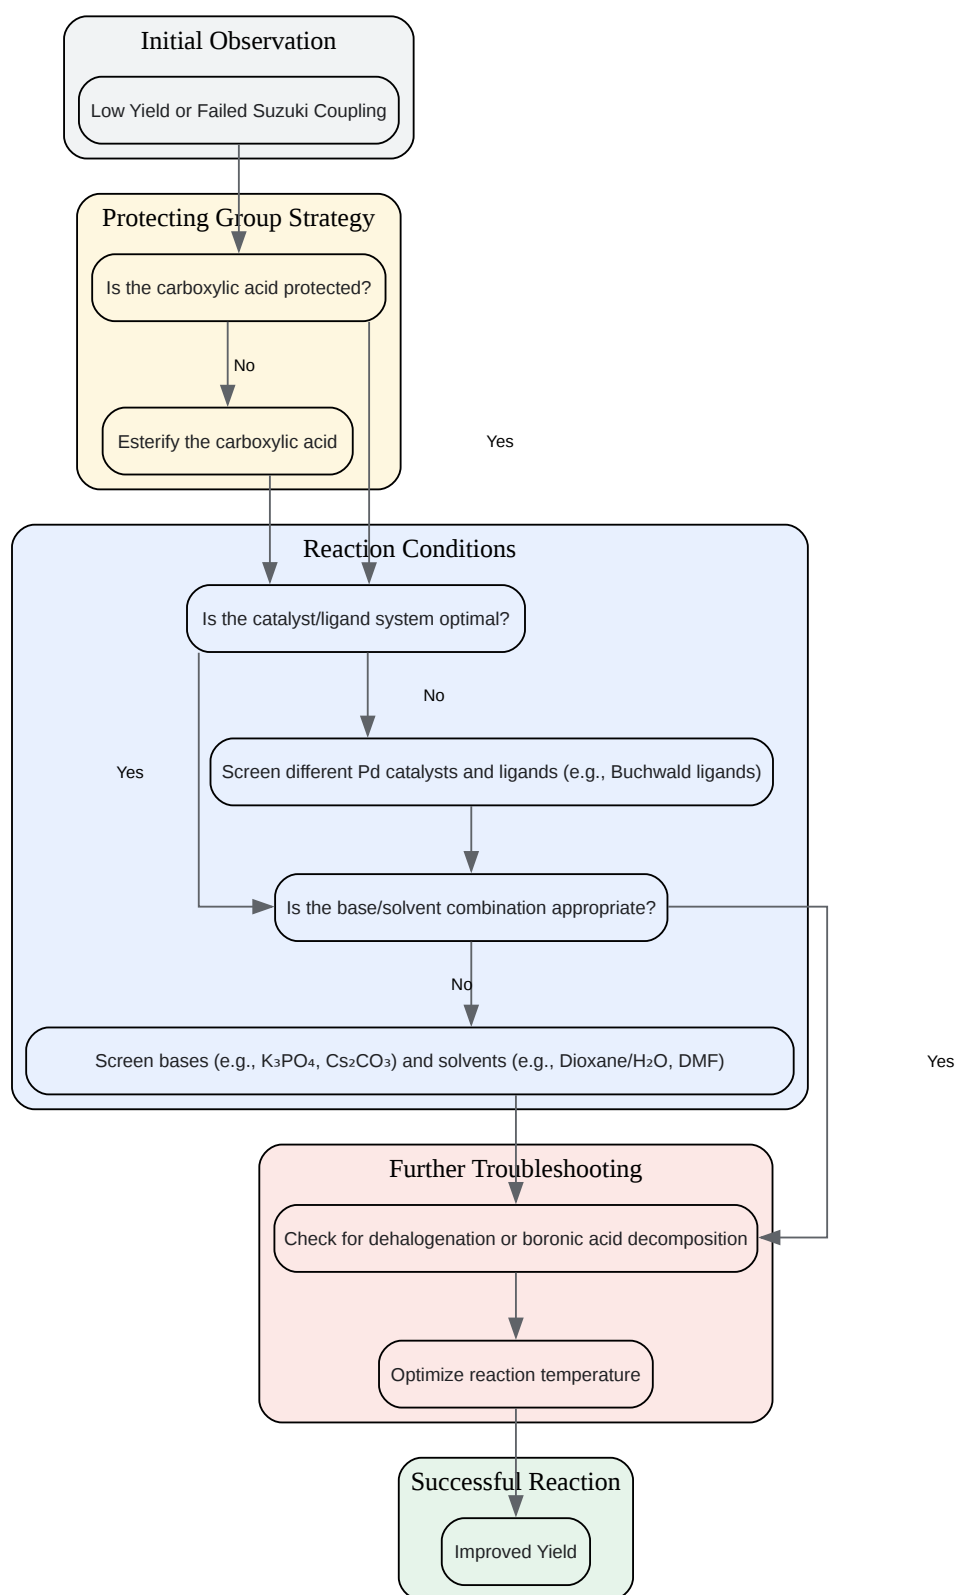 Initial Observation
Low Yield or Failed Suzuki Coupling
Protecting Group Strategy
Is the carboxylic acid protected?
No
Esterify the carboxylic acid
Yes
Reaction Conditions
Is the catalyst/ligand system optimal?
No
Yes
Screen different Pd catalysts and ligands (e.g., Buchwald ligands)
Is the base/solvent combination appropriate?
No
Screen bases (e.g., K₃PO₄, Cs₂CO₃) and solvents (e.g., Dioxane/H₂O, DMF)
Yes
Further Troubleshooting
Check for dehalogenation or boronic acid decomposition
Optimize reaction temperature
Successful Reaction
Improved Yield